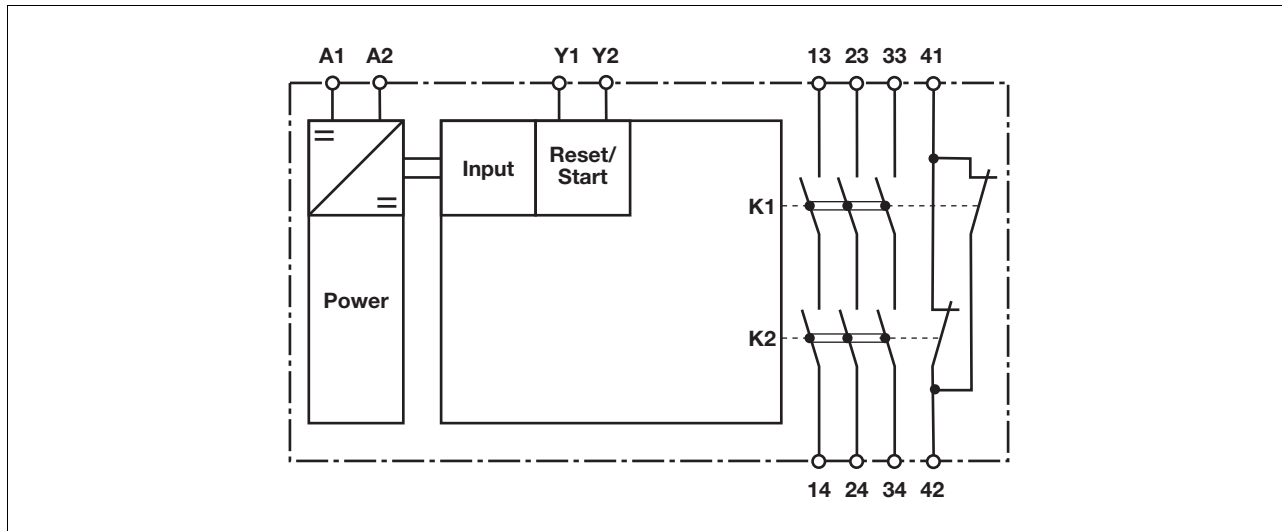 A1 A2 Y1 Y2 13 23 33 41
Input
Reset/
Start
K1
Power
K2
14 24 34 42